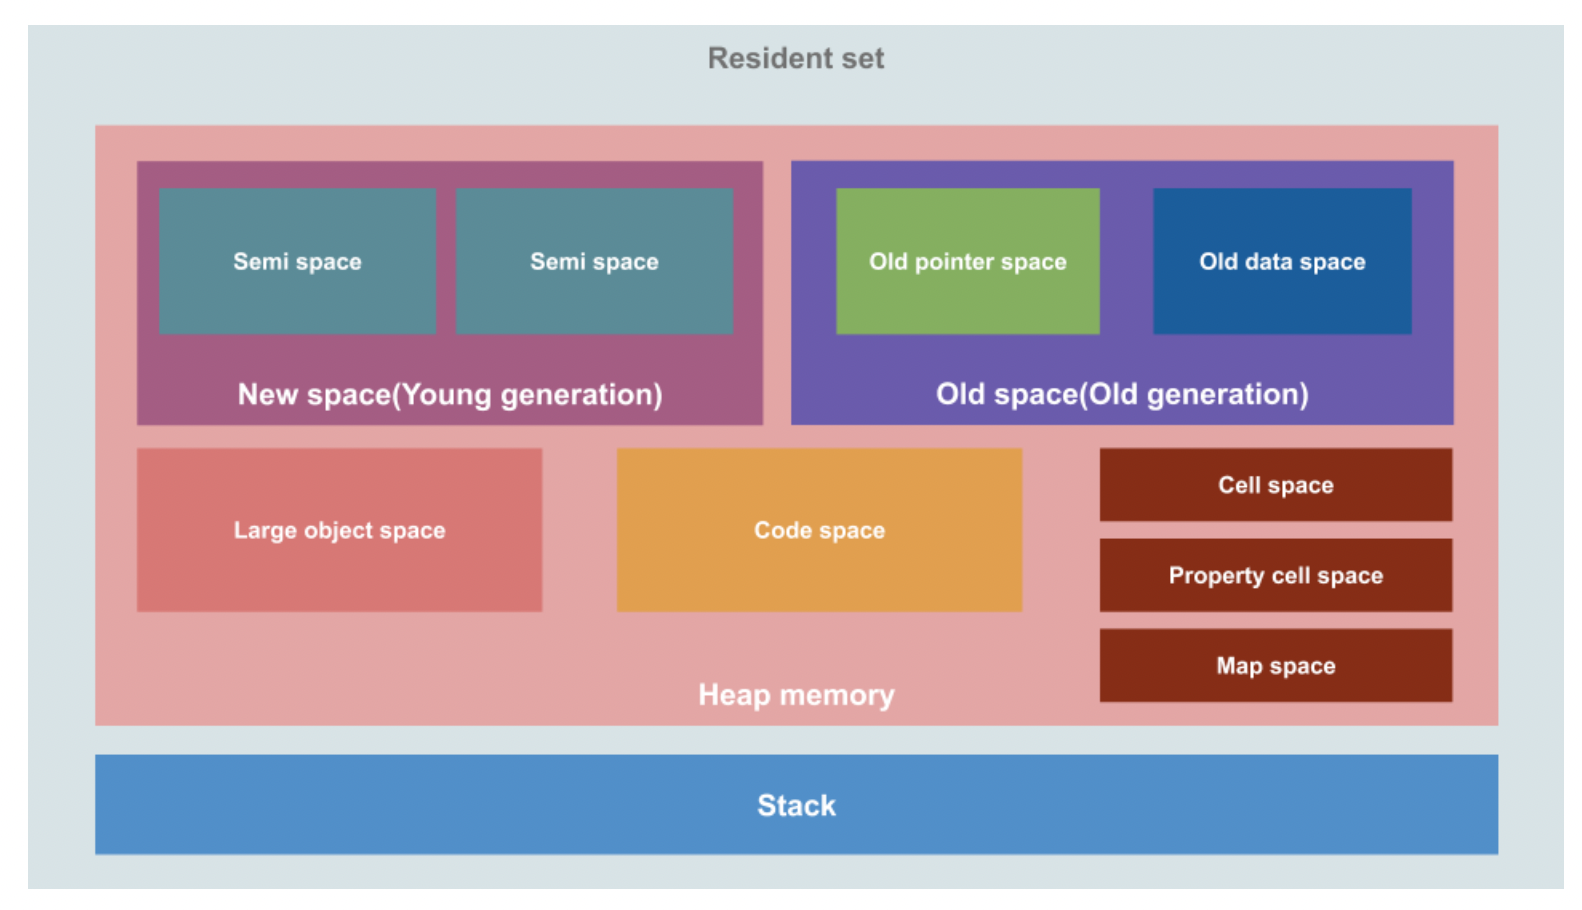 Resident set
Semi space
Semi space
New space(Young generation)
Old pointer space
Old data space
Old space(Old generation)
Large object space
Code space
Cell space
Property cell space
Map space
Heap memory
Stack